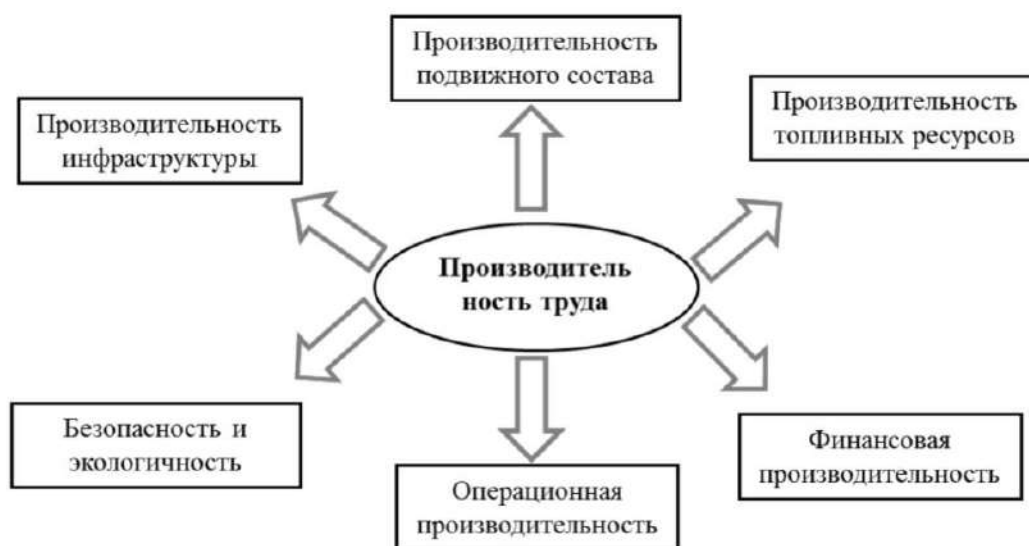 Производительность
подвижного состава
Производительность
инфраструктуры
Производительность
топливных ресурсов
Производитель
ность труда
Безопасность и
экологичность
Операционная
производительность
Финансовая
производительность